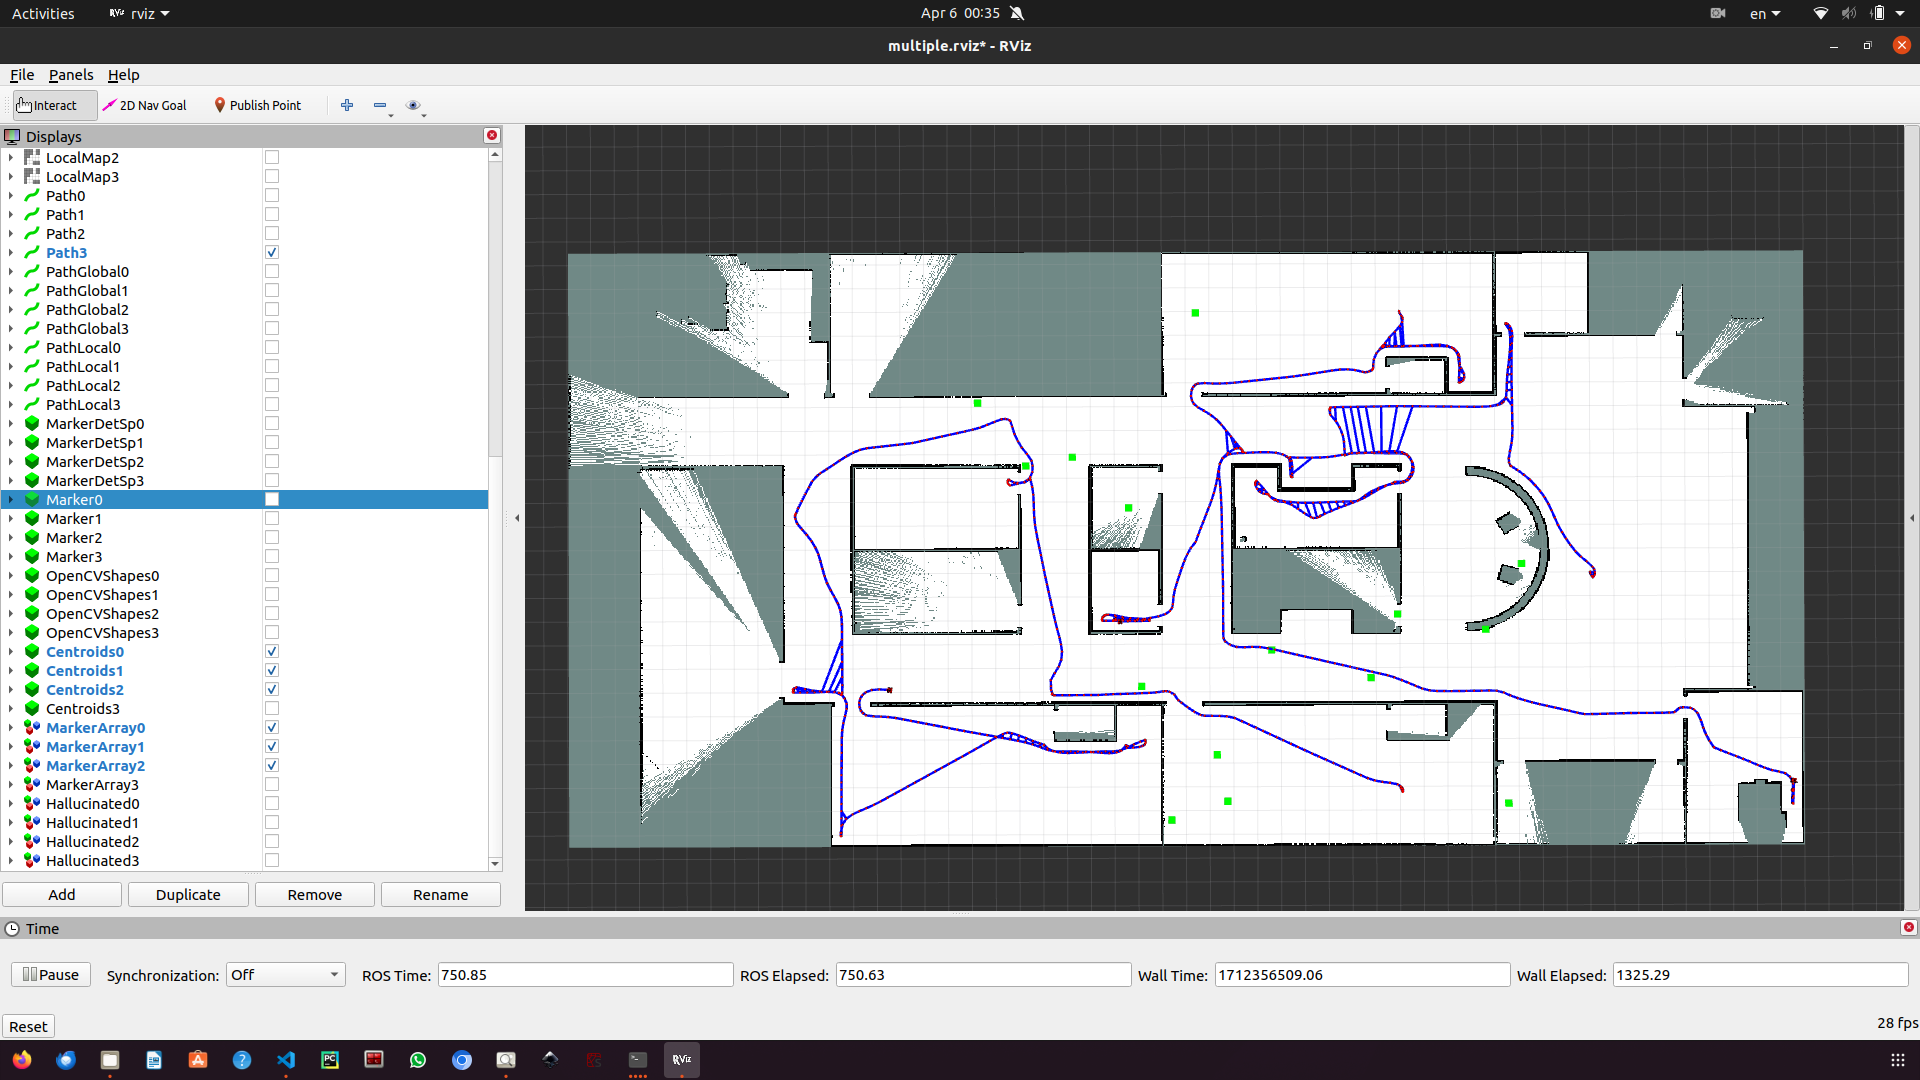 Activities
rviz
Apr 6 00:35
en
multiple.rviz* - RViz
File Panels Help
Interact 2D Nav Goal Publish Point
Displays
LocalMap2
LocalMap3
Path0
Path1
Path2
Path3
PathGlobal0
PathGlobal1
PathGlobal2
PathGlobal3
PathLocal0
PathLocal1
PathLocal2
PathLocal3
MarkerDetSp0
MarkerDetSp1
MarkerDetSp2
MarkerDetSp3
Marker0
Marker1
Marker2
Marker3
OpenCVShapes0
OpenCVShapes1
OpenCVShapes2
OpenCVShapes3
Centroids0
Centroids1
Centroids2
Centroids3
MarkerArray0
MarkerArray1
MarkerArray2
MarkerArray3
Hallucinated0
Hallucinated1
Hallucinated2
Hallucinated3
Add Duplicate Remove Rename
Time
Pause Synchronization: Off ROS Time: 750.85 ROS Elapsed: 750.63 Wall Time: 1712356509.06 Wall Elapsed: 1325.29
Reset
28 fps
RViz